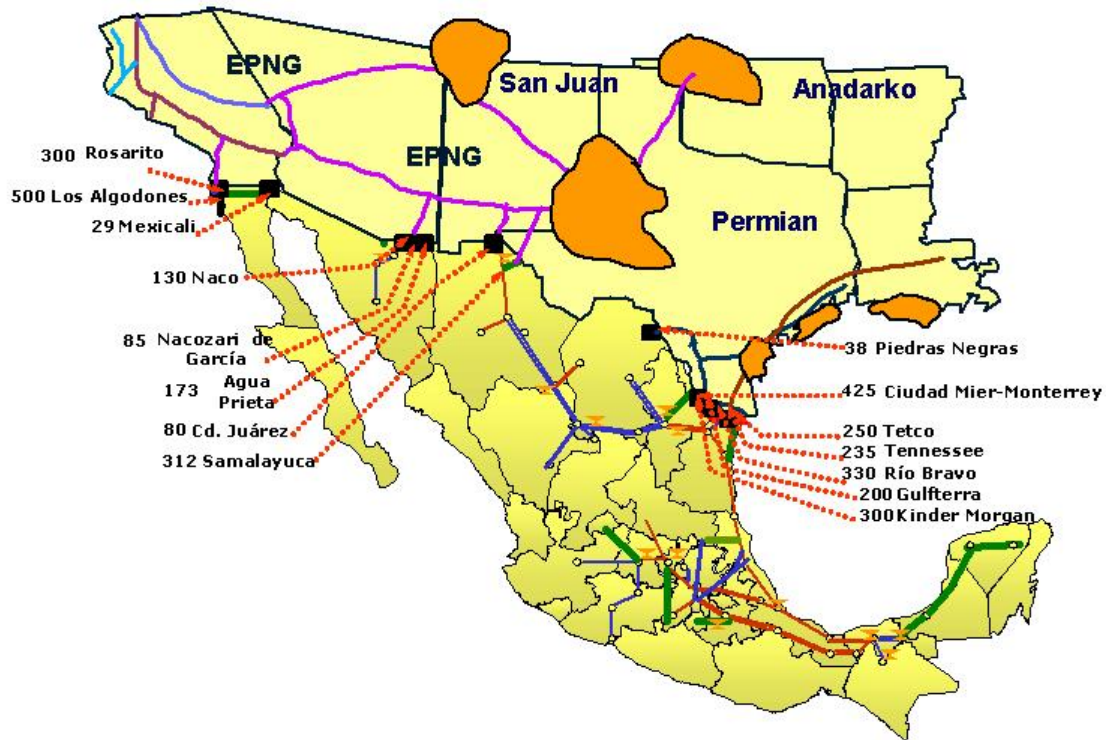 EPNG
San Juan
Anadarko
EPNG
Permian
300 Rosarito
500 Los Algodones
29 Mexicali
130 Naco
85 Nacozari de
García
173 Agua
Prieta
80 Cd. Juárez
312 Samalayuca
38 Piedras Negras
425 Ciudad Mier-Monterrey
250 Tetco
235 Tennessee
330 Río Bravo
200 Gulfterra
300 Kinder Morgan